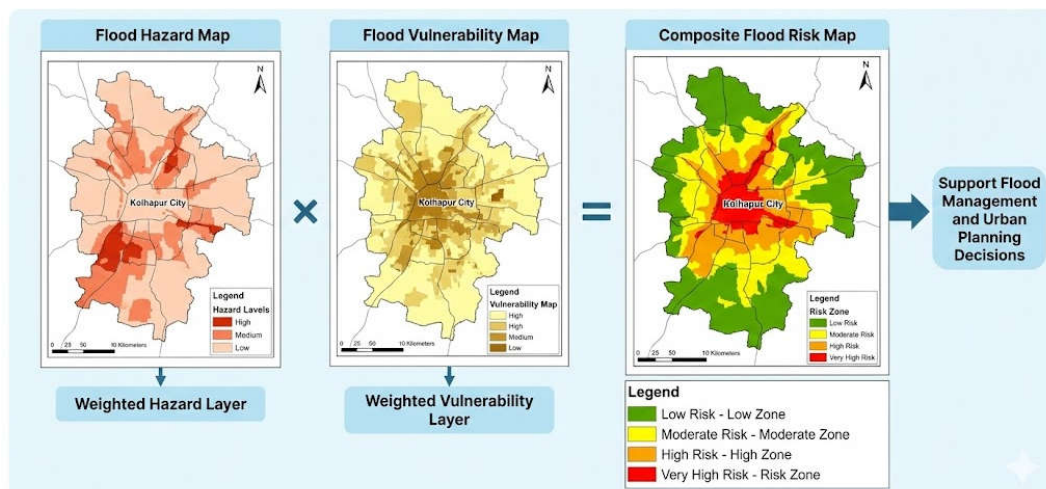 Flood Hazard Map
N
Kolhapur City
Legend
Hazard Lavels
High
Medium
Low
0 25 20 10 Kilometers
Weighted Hazard Layer
×
Flood Vulnerability Map
N
Kolhapur City
Legend
Vulnerability Map
High
High
Medium
Low
0 25 20 10 Kilometers
Weighted Vulnerability
Layer
=
Composite Flood Risk Map
N
Kolhapur City
Legend
Risk Zone
Low Risk
Moderate Risk
High Risk
Very High Risk
0 25 50 10 Kilometers
Legend
Low Risk - Low Zone
Moderate Risk - Moderate Zone
High Risk - High Zone
Very High Risk - Risk Zone
Support Flood
Management
and Urban
Planning
Decisions